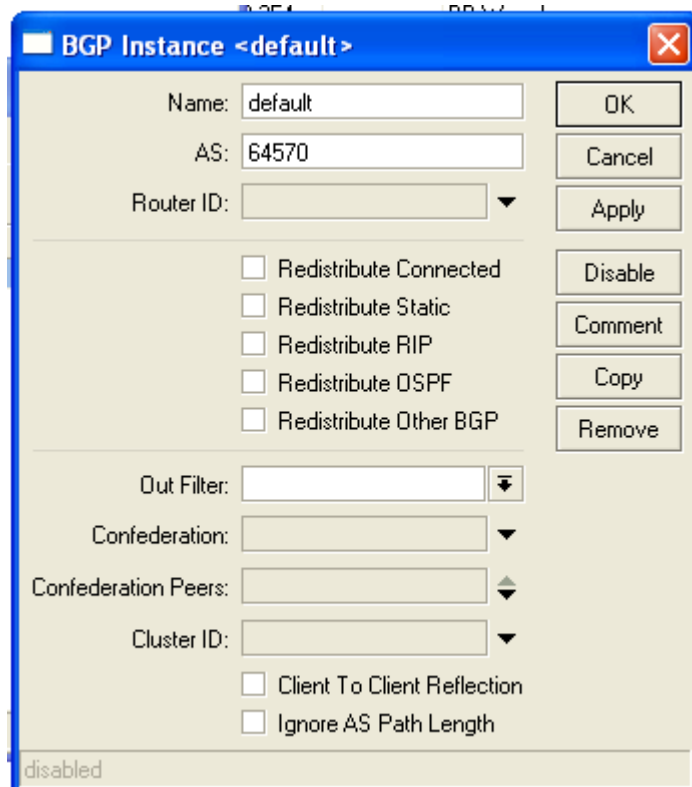 BGP Instance <default>
Name: default
OK
AS: 64570
Cancel
Router ID:
Apply
Redistribute Connected
Disable
Redistribute Static
Comment
Redistribute RIP
Redistribute OSPF
Copy
Redistribute Other BGP
Remove
Out Filter:
Confederation:
Confederation Peers:
Cluster ID:
Client To Client Reflection
Ignore AS Path Length
disabled